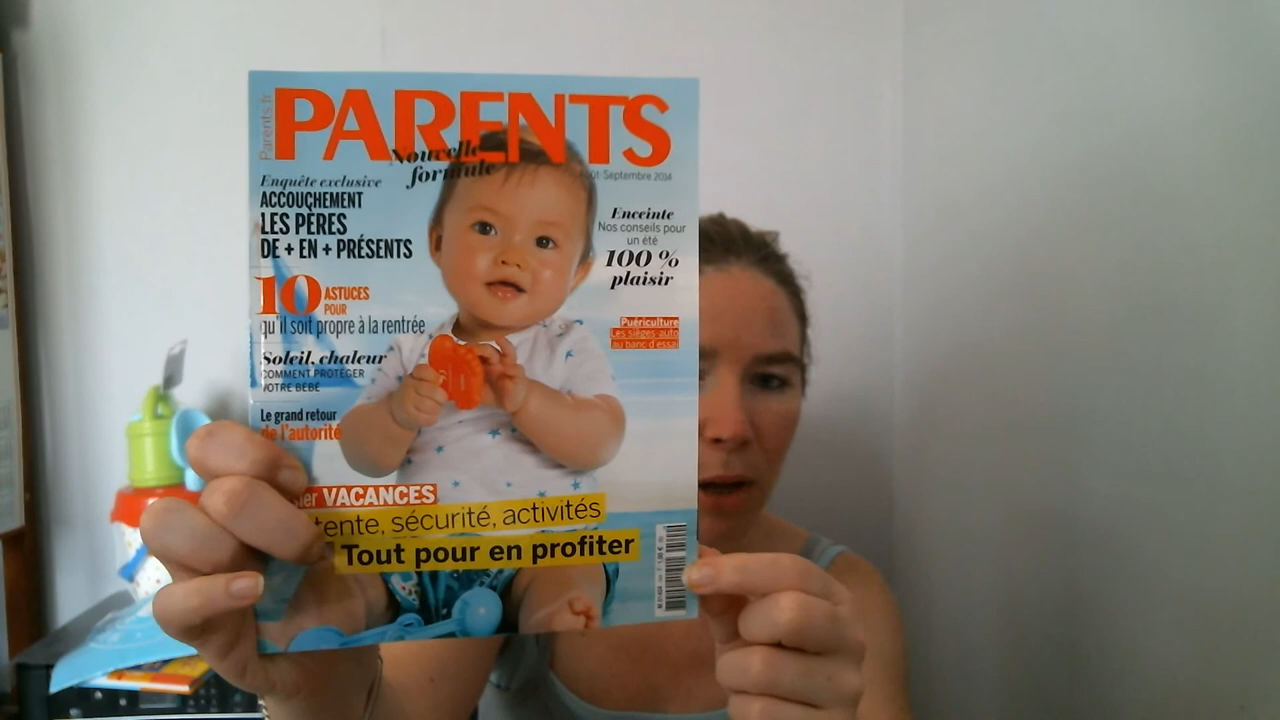 Parents.fr
PARENTS
Nouvelle
formule
Septembre 2014
Enquête exclusive
ACCOUCHEMENT
LES PÈRES
DE + EN + PRÉSENTS
10 ASTUCES
POUR
qu'il soit propre à la rentrée
Soleil, chaleur
COMMENT PROTÉGER
VOTRE BÉBÉ
Le grand retour
de l'autorité
Enceinte
Nos conseils pour
un été
100 %
plaisir
Puériculture
Les sièges auto
au banc d'essai
VACANCES
sécurité, activités
Tout pour en profiter